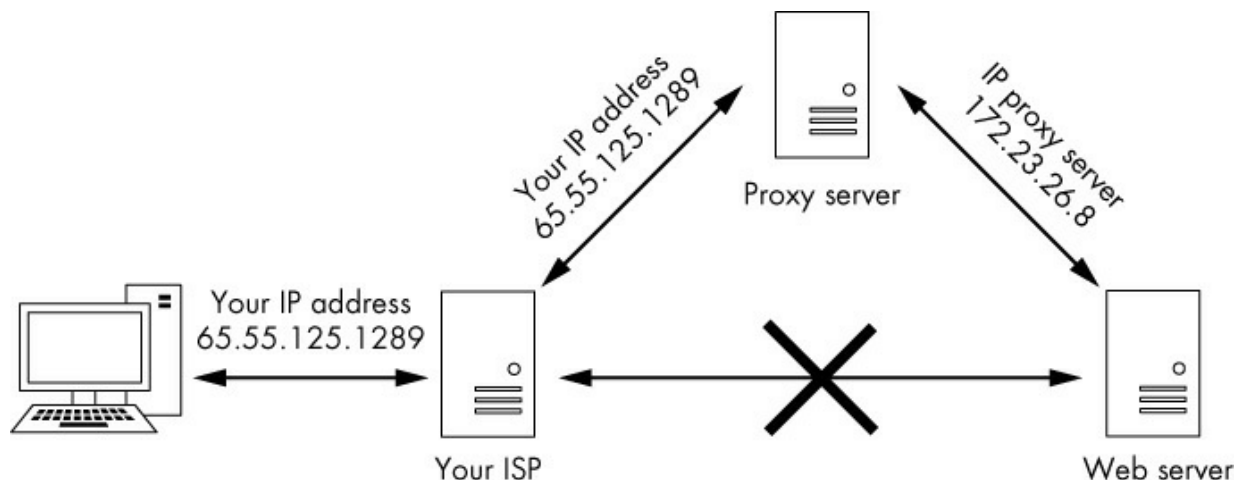 Your IP address
65.55.125.1289
IP proxy server
172.23.26.8
Proxy server
Your IP address
65.55.125.1289
Your ISP
Web server